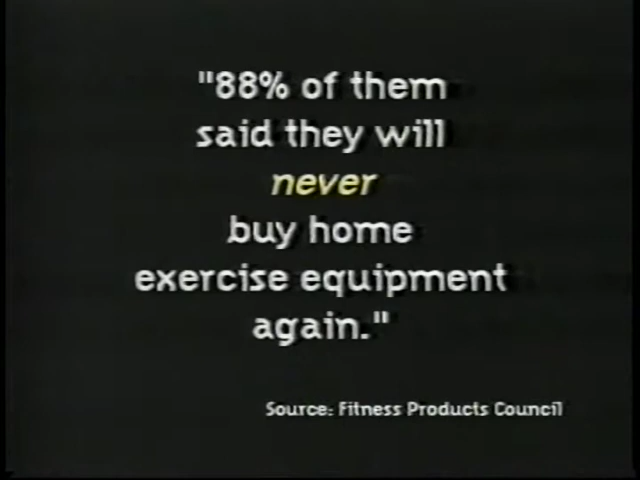 "88% of them
said they will
never
buy home
exercise equipment
again."
Source: Fitness Products Council